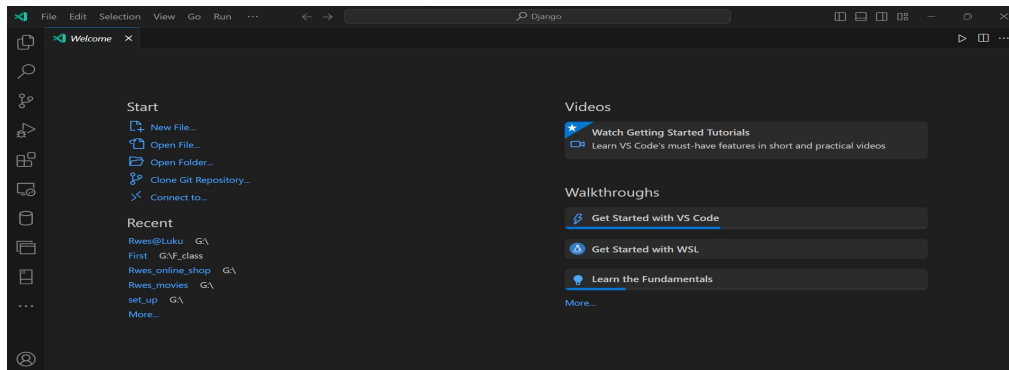 File Edit Selection View Go Run ··· ← → Django
Welcome
Start
New File...
Open File...
Open Folder...
Clone Git Repository...
Connect to...
Recent
Rwes@Luku G:\
First G:\F_class
Rwes_online_shop G:\
Rwes_movies G:\
set_up G:\
More...
Videos
Watch Getting Started Tutorials
Learn VS Code's must-have features in short and practical videos
Walkthroughs
Get Started with VS Code
Get Started with WSL
Learn the Fundamentals
More...